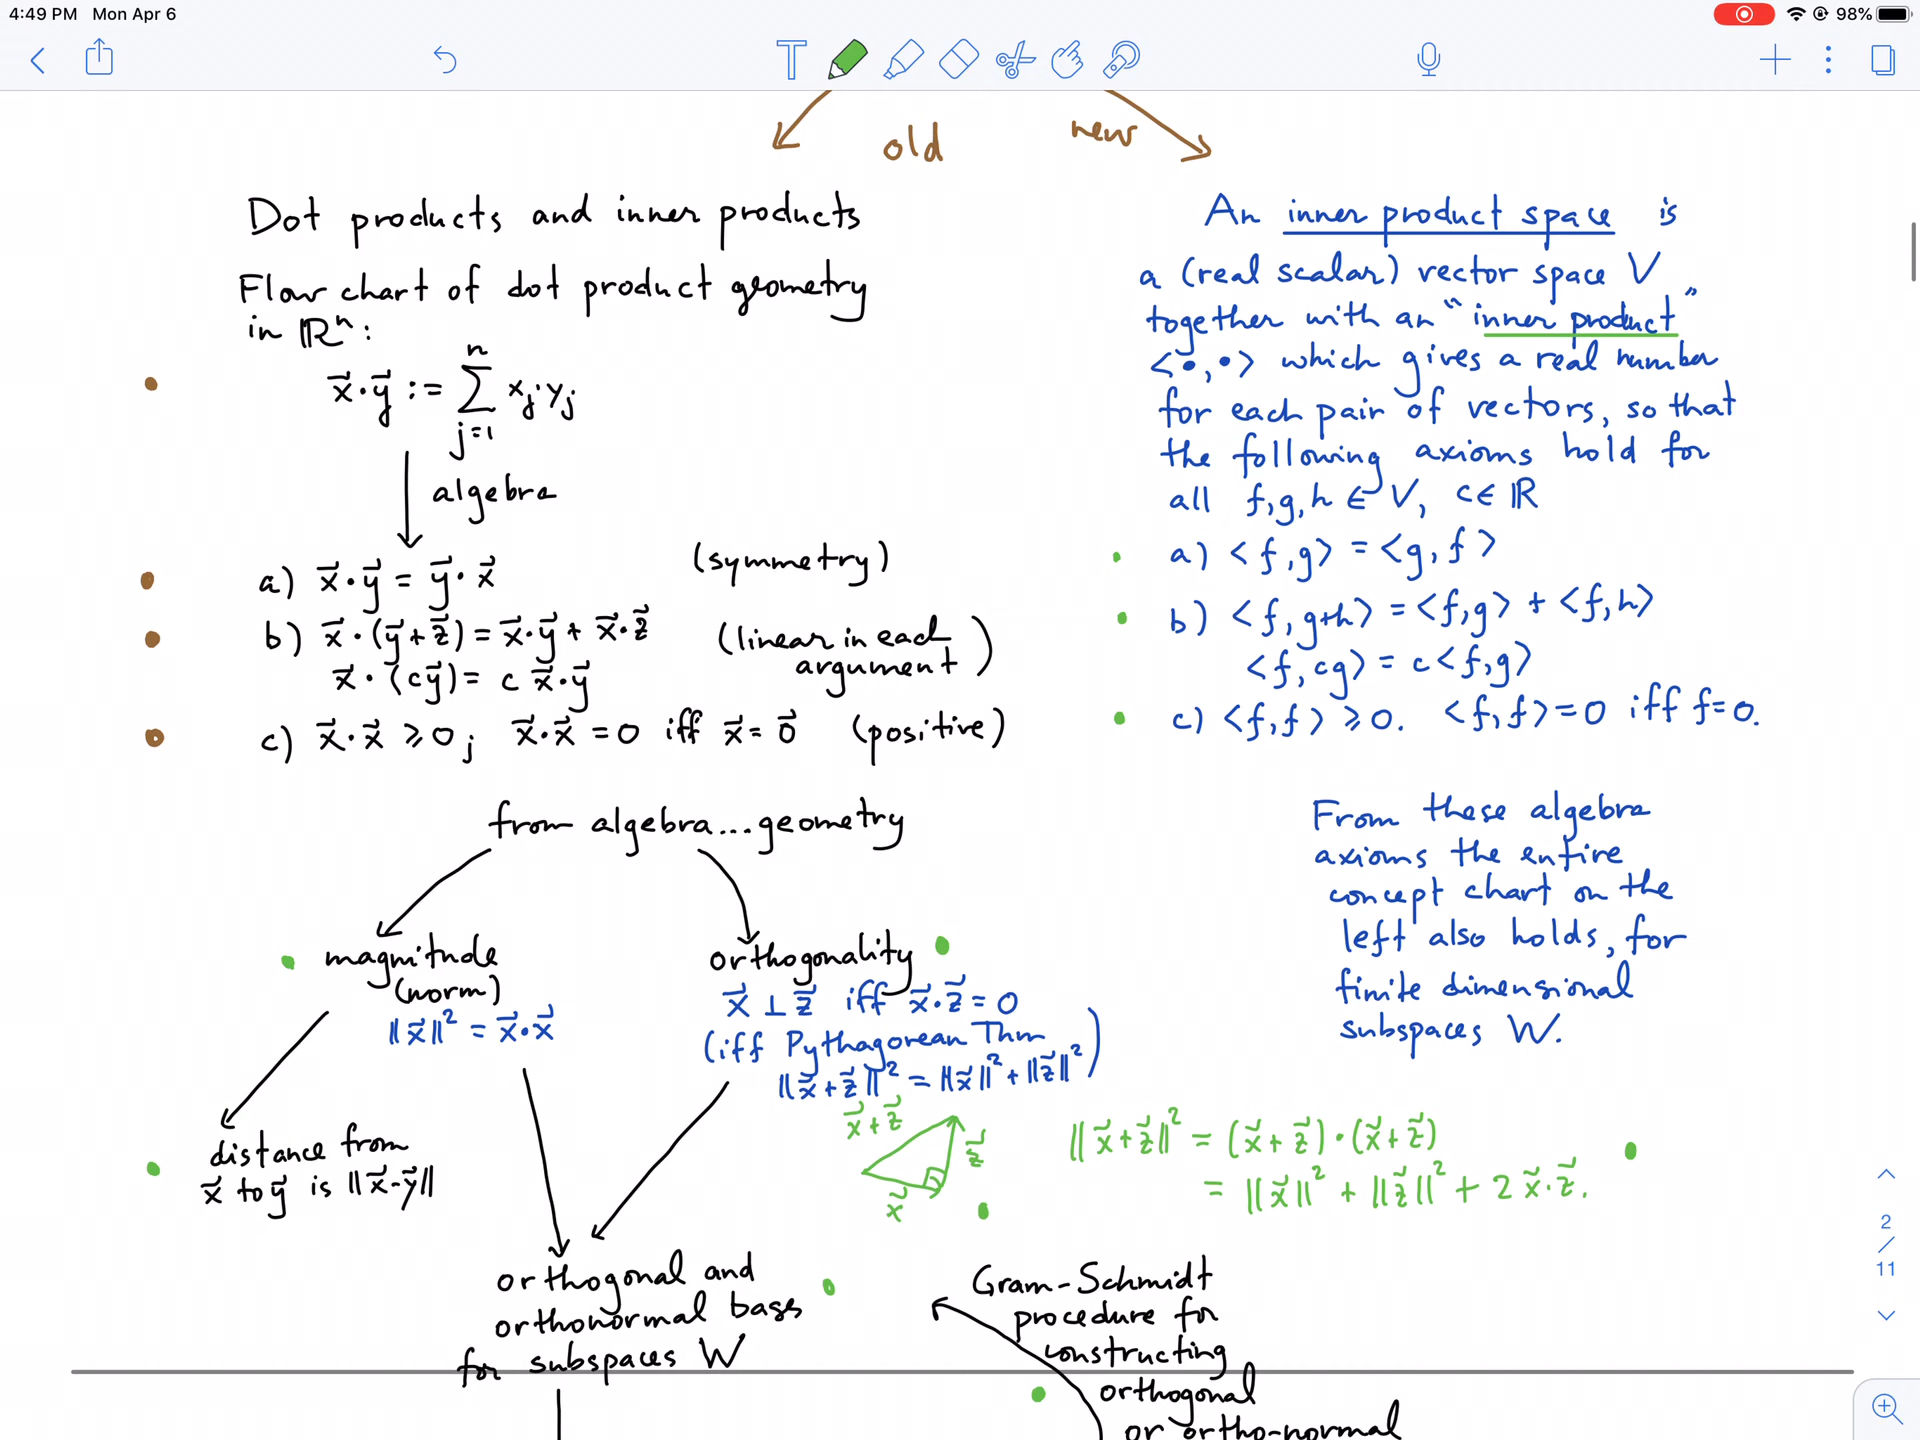 4:49 PM Mon Apr 6
98%
old
new
Dot products and inner products
Flow chart of dot product geometry
in ℝⁿ:
n
x⃗·y⃗ := ∑ xⱼ yⱼ
j=1
algebra
a) x⃗·y⃗ = y⃗·x⃗ (symmetry)
b) x⃗·(y⃗+z⃗) = x⃗·y⃗ + x⃗·z⃗ (linear in each
x⃗·(cy⃗) = c x⃗·y⃗ argument)
c) x⃗·x⃗ ≥ 0; x⃗·x⃗ = 0 iff x⃗ = 0⃗ (positive)
An inner product space is
a (real scalar) vector space V
together with an "inner product"
<•,•> which gives a real number
for each pair of vectors, so that
the following axioms hold for
all f,g,h ∈ V, c∈ℝ
a) <f,g> = <g,f>
b) <f,g+h> = <f,g> + <f,h>
<f,cg> = c<f,g>
c) <f,f> ≥ 0. <f,f> = 0 iff f=0.
from algebra...geometry
From these algebra
axioms the entire
concept chart on the
left also holds, for
finite dimensional
subspaces W.
magnitude
(norm)
‖x⃗‖² = x⃗·x⃗
orthogonality
x⃗ ⊥ z⃗ iff x⃗·z⃗ = 0
(iff Pythagorean Thm
‖x⃗+z⃗‖² = ‖x⃗‖² + ‖z⃗‖²)
x⃗+z⃗
z⃗
x⃗
‖x⃗+z⃗‖² = (x⃗+z⃗)·(x⃗+z⃗)
= ‖x⃗‖² + ‖z⃗‖² + 2 x⃗·z⃗.
distance from
x⃗ to y⃗ is ‖x⃗-y⃗‖
orthogonal and
orthonormal bases
for subspaces W
Gram-Schmidt
procedure for
constructing
orthogonal
or ortho-normal
2
/
11